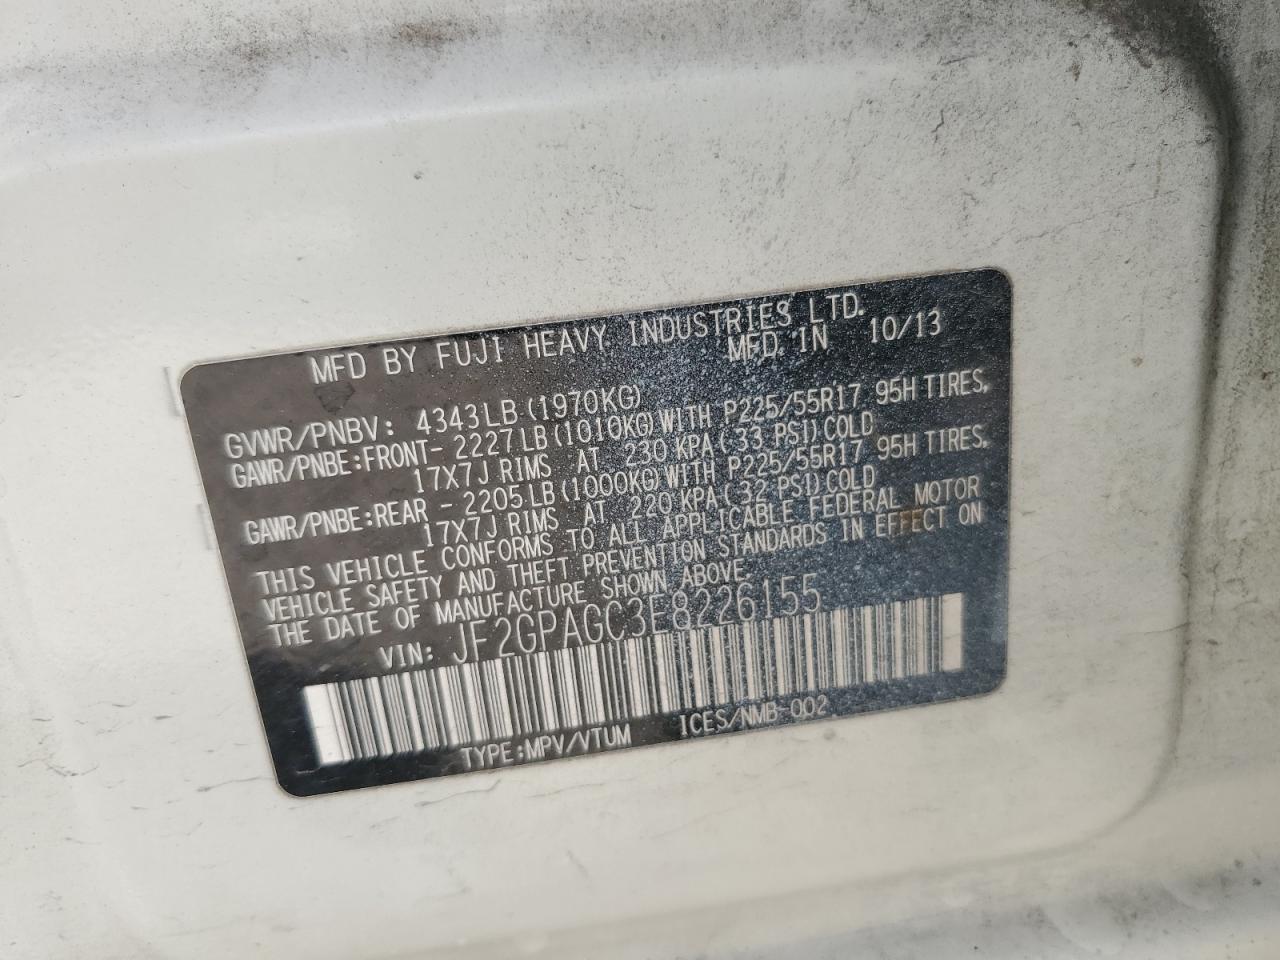 MFD BY FUJI HEAVY INDUSTRIES LTD.
MFD IN 10/13
GVWR/PNBV: 4343LB(1970KG)
GAWR/PNBE:FRONT- 2227LB(1010KG)WITH P225/55R17 95H TIRES,
17X7J RIMS AT 230 KPA(33 PSI)COLD
GAWR/PNBE:REAR - 2205LB(1000KG)WITH P225/55R17 95H TIRES,
17X7J RIMS AT 220 KPA(32 PSI)COLD
THIS VEHICLE CONFORMS TO ALL APPLICABLE FEDERAL MOTOR
VEHICLE SAFETY AND THEFT PREVENTION STANDARDS IN EFFECT ON
THE DATE OF MANUFACTURE SHOWN ABOVE.
VIN: JF2GPAGC3E8226155
TYPE:MPV/VTUM ICES/NMB-002